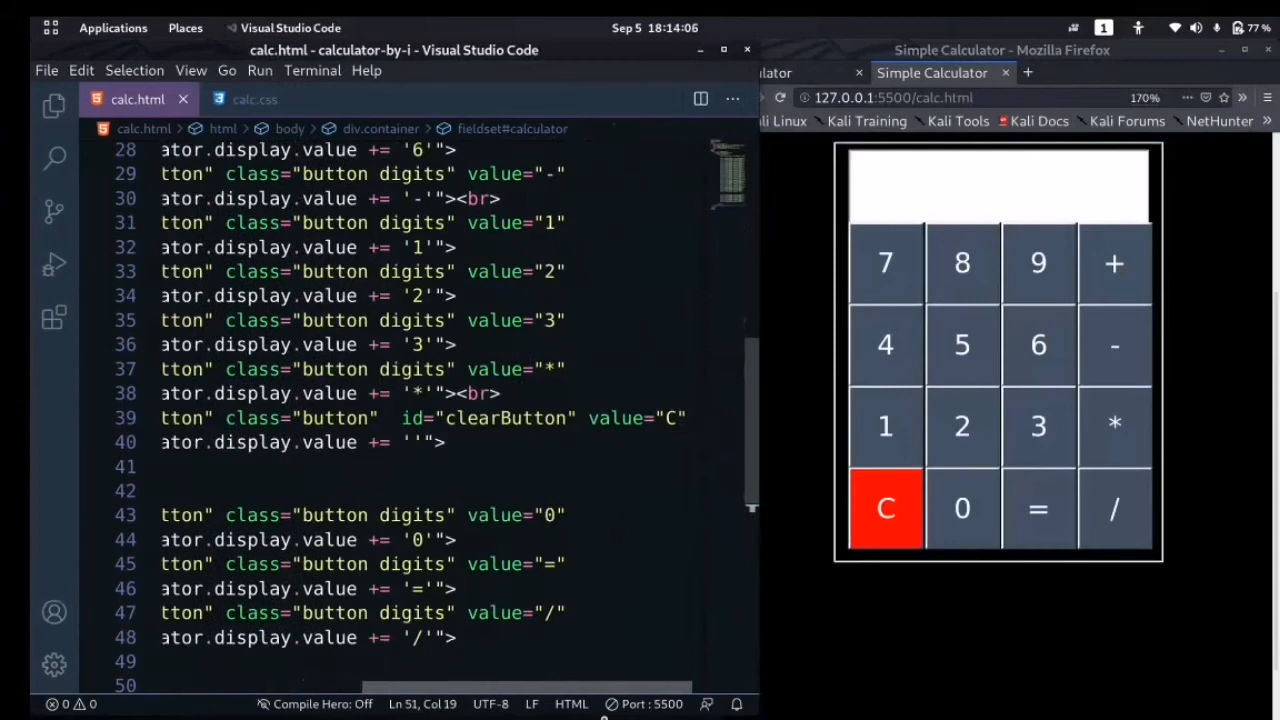 Applications Places Visual Studio Code Sep 5 18:14:06 1 77 %
calc.html - calculator-by-i - Visual Studio Code
Simple Calculator - Mozilla Firefox
File Edit Selection View Go Run Terminal Help
lator Simple Calculator
calc.html calc.css
127.0.0.1:5500/calc.html 170%
li Linux Kali Training Kali Tools Kali Docs Kali Forums NetHunter
calc.html > html > body > div.container > fieldset#calculator
28 ator.display.value += '6'">
29 tton" class="button digits" value="-"
30 ator.display.value += '-'"><br>
31 tton" class="button digits" value="1"
32 ator.display.value += '1'">
33 tton" class="button digits" value="2"
34 ator.display.value += '2'">
35 tton" class="button digits" value="3"
36 ator.display.value += '3'">
37 tton" class="button digits" value="*"
38 ator.display.value += '*'"><br>
39 tton" class="button"  id="clearButton" value="C"
40 ator.display.value += ''">
41
42
43 tton" class="button digits" value="0"
44 ator.display.value += '0'">
45 tton" class="button digits" value="="
46 ator.display.value += '='">
47 tton" class="button digits" value="/"
48 ator.display.value += '/'">
49
50
7 8 9 +
4 5 6 -
1 2 3 *
C 0 = /
0 0 Compile Hero: Off Ln 51, Col 19 UTF-8 LF HTML Port : 5500